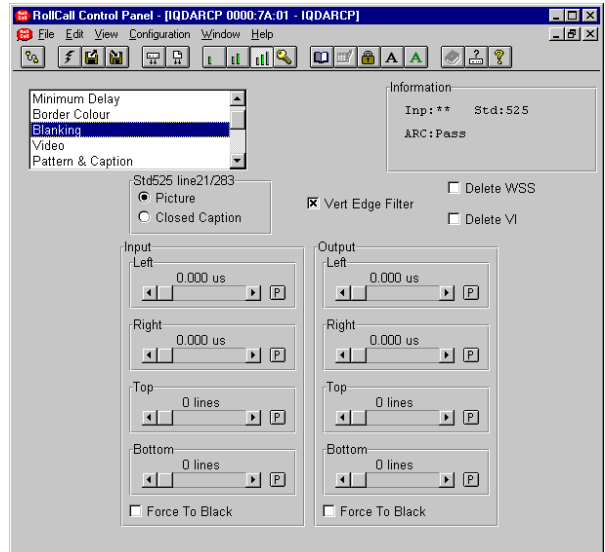 RollCall Control Panel - [IQDARCP 0000:7A:01 - IQDARCP]
File Edit View Configuration Window Help
A A
Minimum Delay
Border Colour
Blanking
Video
Pattern & Caption
Information
Inp:** Std:525
ARC:Pass
Std525 line21/283
Picture
Closed Caption
Vert Edge Filter
Delete WSS
Delete VI
Input
Left
0.000 us
P
Right
0.000 us
P
Top
0 lines
P
Bottom
0 lines
P
Force To Black
Output
Left
0.000 us
P
Right
0.000 us
P
Top
0 lines
P
Bottom
0 lines
P
Force To Black